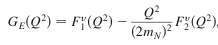 G_E(Q^2) = F_1^v(Q^2) − \frac{Q^2}{(2m_N)^2} F_2^v(Q^2),